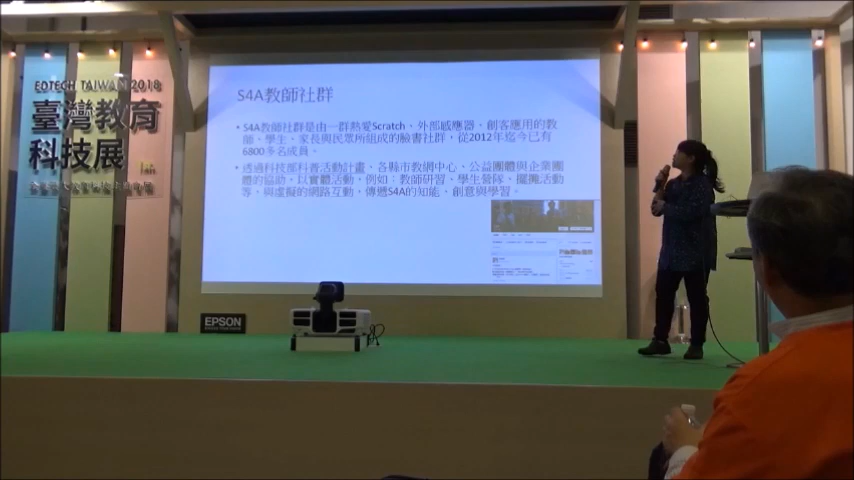 EDTECH TAIWAN 2018
臺灣教育
科技展
S4A教師社群
• S4A教師社群是由一群熱愛Scratch、外部感應器、創客應用的教
師、學生、家長與民眾所組成的臉書社群，從2012年迄今已有
6800多名成員。
• 透過科技部科普活動計畫、各縣市教網中心、公益團體與企業團
體的協助，以實體活動，例如：教師研習、學生營隊、擺攤活動
等，與虛擬的網路互動，傳遞S4A的知能、創意與學習。
EPSON